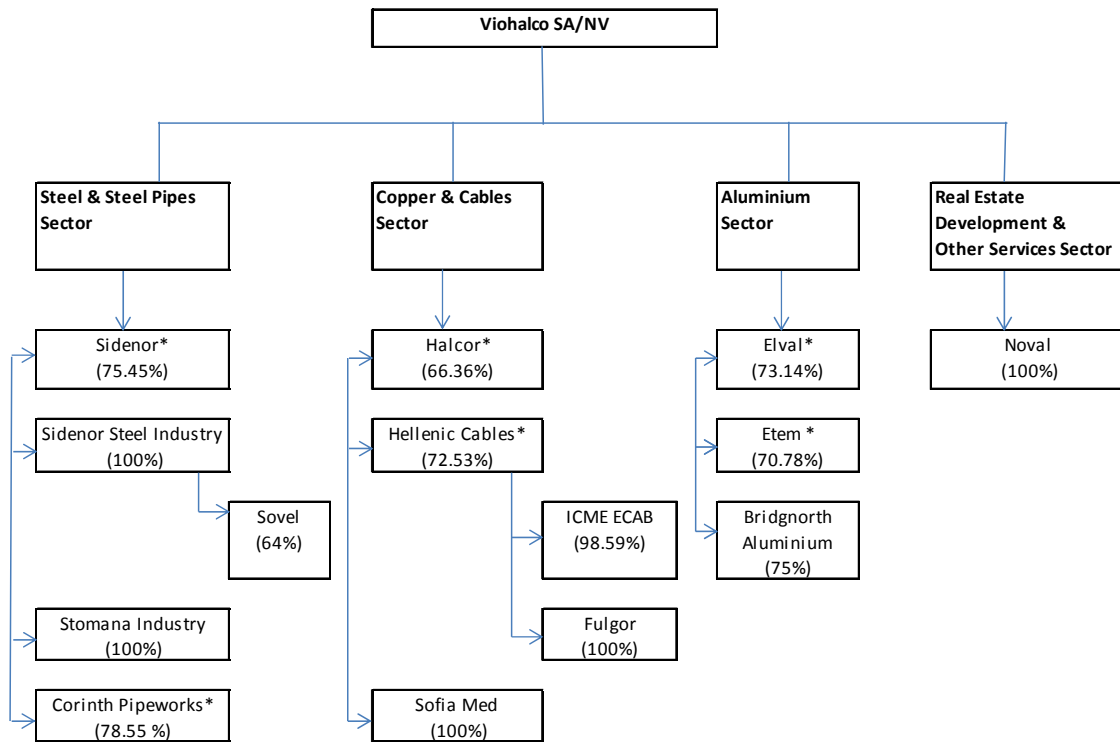 Viohalco SA/NV
Steel & Steel Pipes
Sector
Copper & Cables
Sector
Aluminium
Sector
Real Estate
Development &
Other Services Sector
Sidenor*
(75.45%)
Halcor*
(66.36%)
Elval*
(73.14%)
Noval
(100%)
Sidenor Steel Industry
(100%)
Hellenic Cables*
(72.53%)
Etem *
(70.78%)
Sovel
(64%)
ICME ECAB
(98.59%)
Bridgnorth
Aluminium
(75%)
Stomana Industry
(100%)
Fulgor
(100%)
Corinth Pipeworks*
(78.55 %)
Sofia Med
(100%)